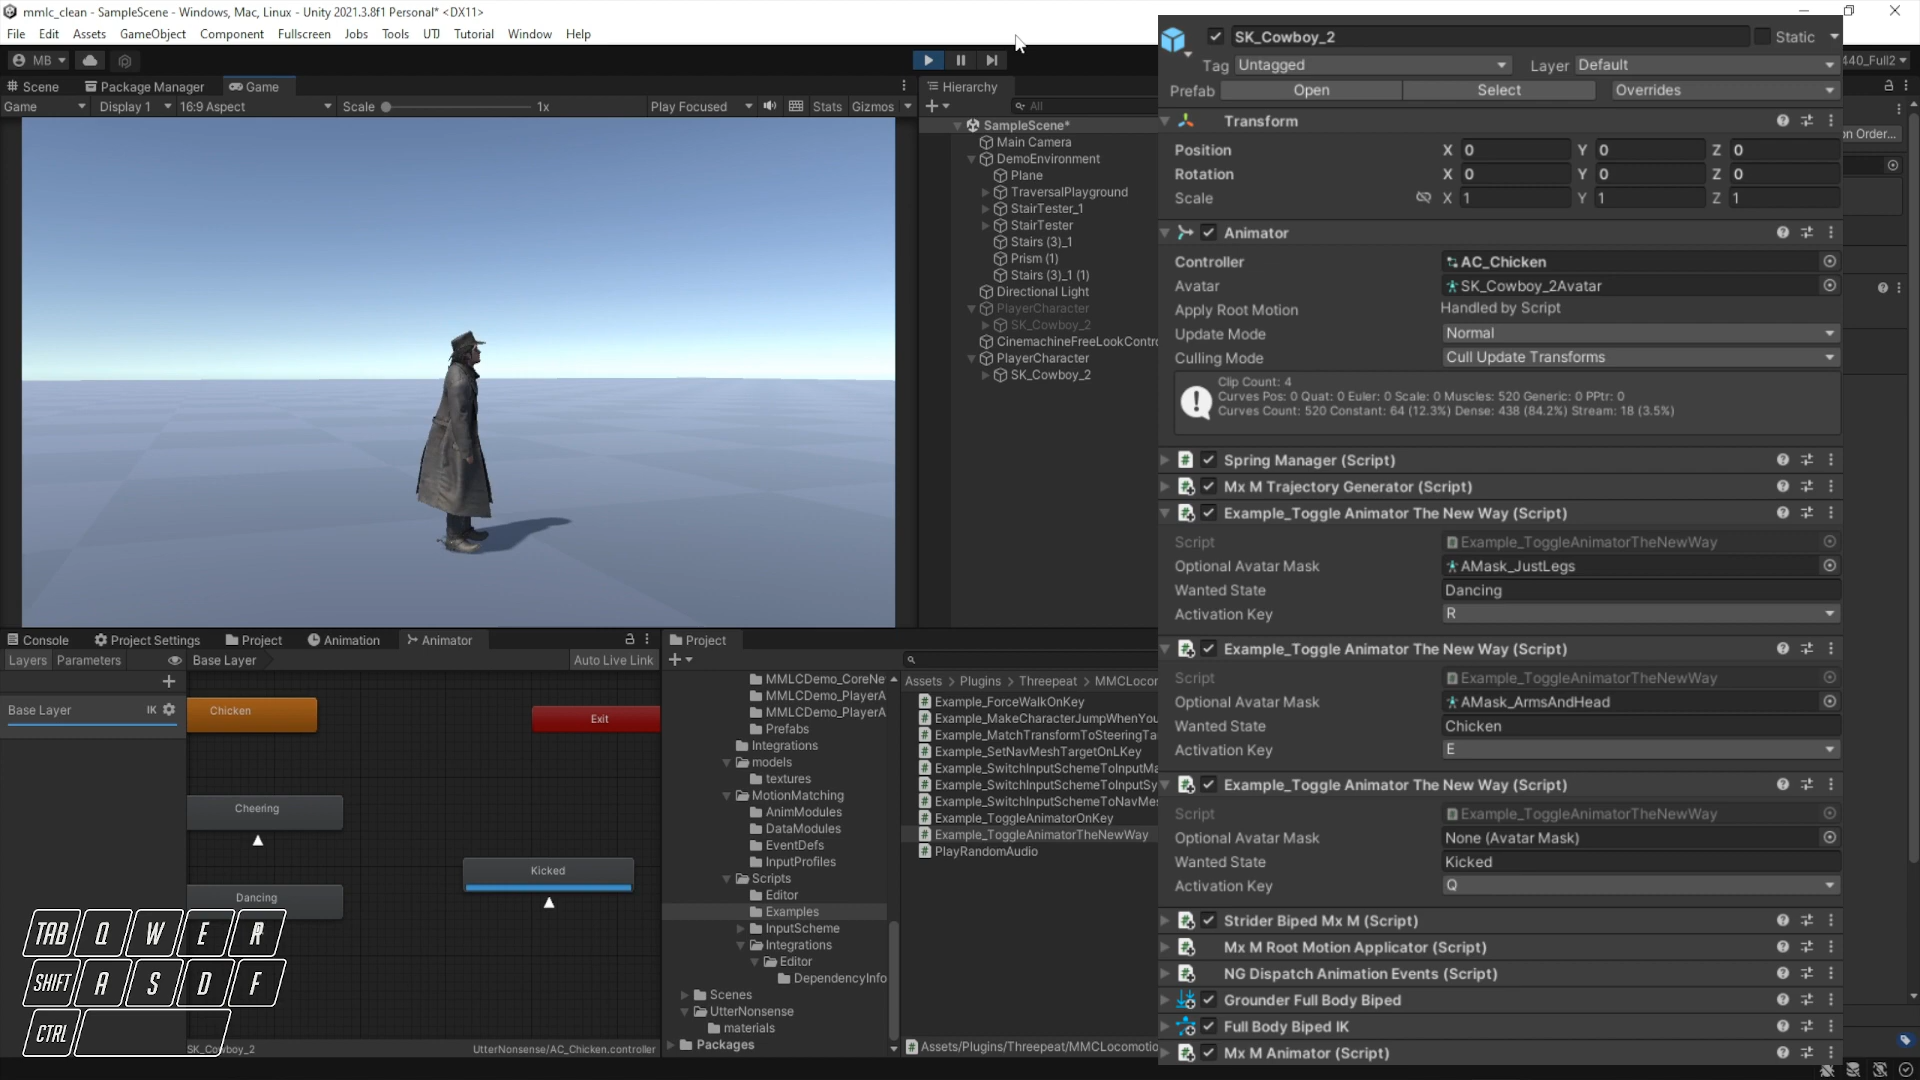 mmlc_clean - SampleScene - Windows, Mac, Linux - Unity 2021.3.8f1 Personal* <DX11>
File Edit Assets GameObject Component Fullscreen Jobs Tools UTJ Tutorial Window Help
MB
Scene Package Manager Game
Game Display 1 16:9 Aspect Scale 1x Play Focused Stats Gizmos
Hierarchy
All
SampleScene*
Main Camera
DemoEnvironment
Plane
TraversalPlayground
StairTester_1
StairTester
Stairs (3)_1
Prism (1)
Stairs (3)_1 (1)
Directional Light
PlayerCharacter
SK_Cowboy_2
CinemachineFreeLookContro
PlayerCharacter
SK_Cowboy_2
SK_Cowboy_2 Static
Tag Untagged Layer Default
Prefab Open Select Overrides
Transform
Position X 0 Y 0 Z 0
Rotation X 0 Y 0 Z 0
Scale X 1 Y 1 Z 1
Animator
Controller AC_Chicken
Avatar SK_Cowboy_2Avatar
Apply Root Motion Handled by Script
Update Mode Normal
Culling Mode Cull Update Transforms
Clip Count: 4
Curves Pos: 0 Quat: 0 Euler: 0 Scale: 0 Muscles: 520 Generic: 0 PPtr: 0
Curves Count: 520 Constant: 64 (12.3%) Dense: 438 (84.2%) Stream: 18 (3.5%)
Spring Manager (Script)
Mx M Trajectory Generator (Script)
Example_Toggle Animator The New Way (Script)
Script Example_ToggleAnimatorTheNewWay
Optional Avatar Mask AMask_JustLegs
Wanted State Dancing
Activation Key R
Example_Toggle Animator The New Way (Script)
Script Example_ToggleAnimatorTheNewWay
Optional Avatar Mask AMask_ArmsAndHead
Wanted State Chicken
Activation Key E
Example_Toggle Animator The New Way (Script)
Script Example_ToggleAnimatorTheNewWay
Optional Avatar Mask None (Avatar Mask)
Wanted State Kicked
Activation Key Q
Strider Biped Mx M (Script)
Mx M Root Motion Applicator (Script)
NG Dispatch Animation Events (Script)
Grounder Full Body Biped
Full Body Biped IK
Mx M Animator (Script)
440_Full2
on Order...
Console Project Settings Project Animation Animator
Layers Parameters Base Layer Auto Live Link
Base Layer IK
Chicken
Exit
Cheering
Kicked
Dancing
TAB Q W E R
SHIFT A S D F
CTRL
SK_Cowboy_2 UtterNonsense/AC_Chicken.controller
Project
MMLCDemo_CoreNe
MMLCDemo_PlayerA
MMLCDemo_PlayerA
Prefabs
Integrations
models
textures
MotionMatching
AnimModules
DataModules
EventDefs
InputProfiles
Scripts
Editor
Examples
InputScheme
Integrations
Editor
DependencyInfo
Scenes
UtterNonsense
materials
Packages
Assets > Plugins > Threepeat > MMCLocor
Example_ForceWalkOnKey
Example_MakeCharacterJumpWhenYou
Example_MatchTransformToSteeringTa
Example_SetNavMeshTargetOnLKey
Example_SwitchInputSchemeToInputMa
Example_SwitchInputSchemeToInputSy
Example_SwitchInputSchemeToNavMes
Example_ToggleAnimatorOnKey
Example_ToggleAnimatorTheNewWay
PlayRandomAudio
Assets/Plugins/Threepeat/MMCLocomotio